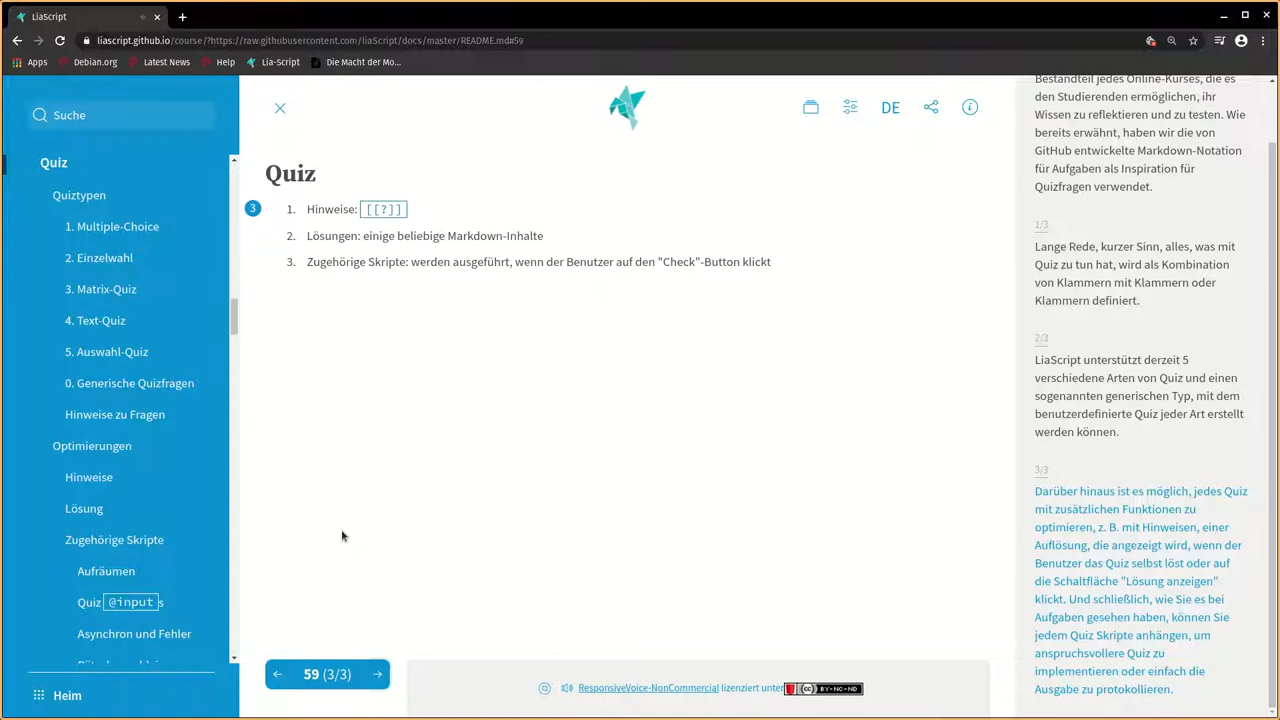 LiaScript
liascript.github.io/course/?https://raw.githubusercontent.com/liaScript/docs/master/README.md#59
Apps
Debian.org
Latest News
Help
Lia-Script
Die Macht der Mo...
Suche
Quiz
Quiztypen
1. Multiple-Choice
2. Einzelwahl
3. Matrix-Quiz
4. Text-Quiz
5. Auswahl-Quiz
0. Generische Quizfragen
Hinweise zu Fragen
Optimierungen
Hinweise
Lösung
Zugehörige Skripte
Aufräumen
Quiz @input s
Asynchron und Fehler
Heim
DE
Quiz
3
1. Hinweise: [[?]]
2. Lösungen: einige beliebige Markdown-Inhalte
3. Zugehörige Skripte: werden ausgeführt, wenn der Benutzer auf den "Check"-Button klickt
59 (3/3)
ResponsiveVoice-NonCommercial lizenziert unter
CC BY-NC-ND
Bestandteil jedes Online-Kurses, die es
den Studierenden ermöglichen, ihr
Wissen zu reflektieren und zu testen. Wie
bereits erwähnt, haben wir die von
GitHub entwickelte Markdown-Notation
für Aufgaben als Inspiration für
Quizfragen verwendet.
1/3
Lange Rede, kurzer Sinn, alles, was mit
Quiz zu tun hat, wird als Kombination
von Klammern mit Klammern oder
Klammern definiert.
2/3
LiaScript unterstützt derzeit 5
verschiedene Arten von Quiz und einen
sogenannten generischen Typ, mit dem
benutzerdefinierte Quiz jeder Art erstellt
werden können.
3/3
Darüber hinaus ist es möglich, jedes Quiz
mit zusätzlichen Funktionen zu
optimieren, z. B. mit Hinweisen, einer
Auflösung, die angezeigt wird, wenn der
Benutzer das Quiz selbst löst oder auf
die Schaltfläche "Lösung anzeigen"
klickt. Und schließlich, wie Sie es bei
Aufgaben gesehen haben, können Sie
jedem Quiz Skripte anhängen, um
anspruchsvollere Quiz zu
implementieren oder einfach die
Ausgabe zu protokollieren.